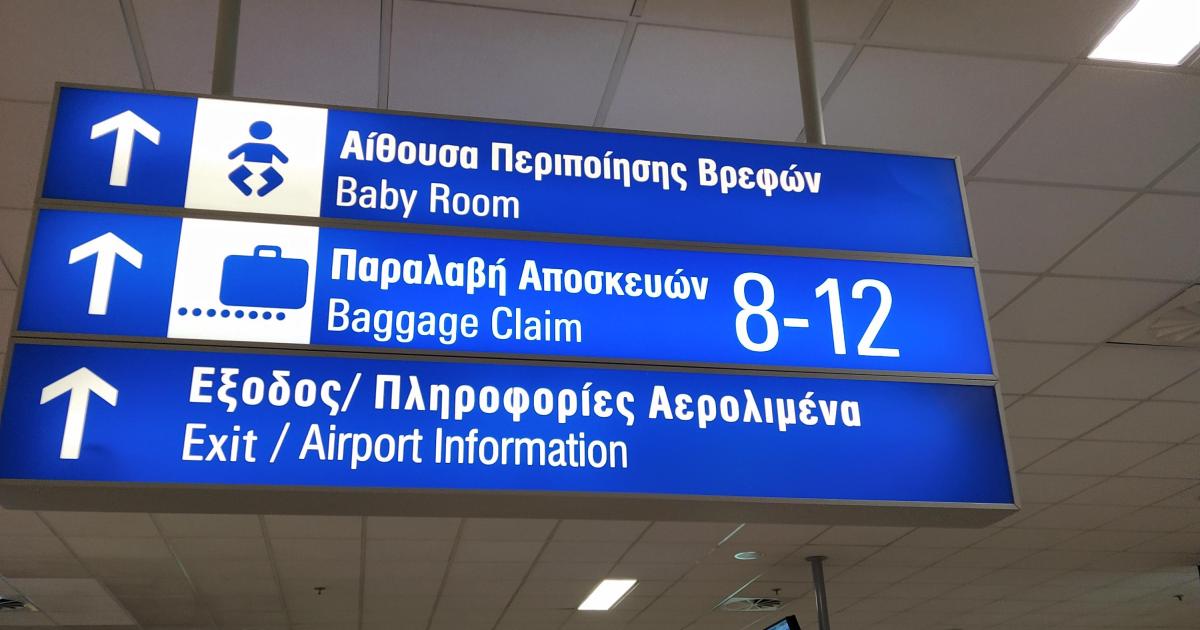 Αίθουσα Περιποίησης Βρεφών
Baby Room
Παραλαβή Αποσκευών 8-12
Baggage Claim
Εξοδος/ Πληροφορίες Αερολιμένα
Exit / Airport Information